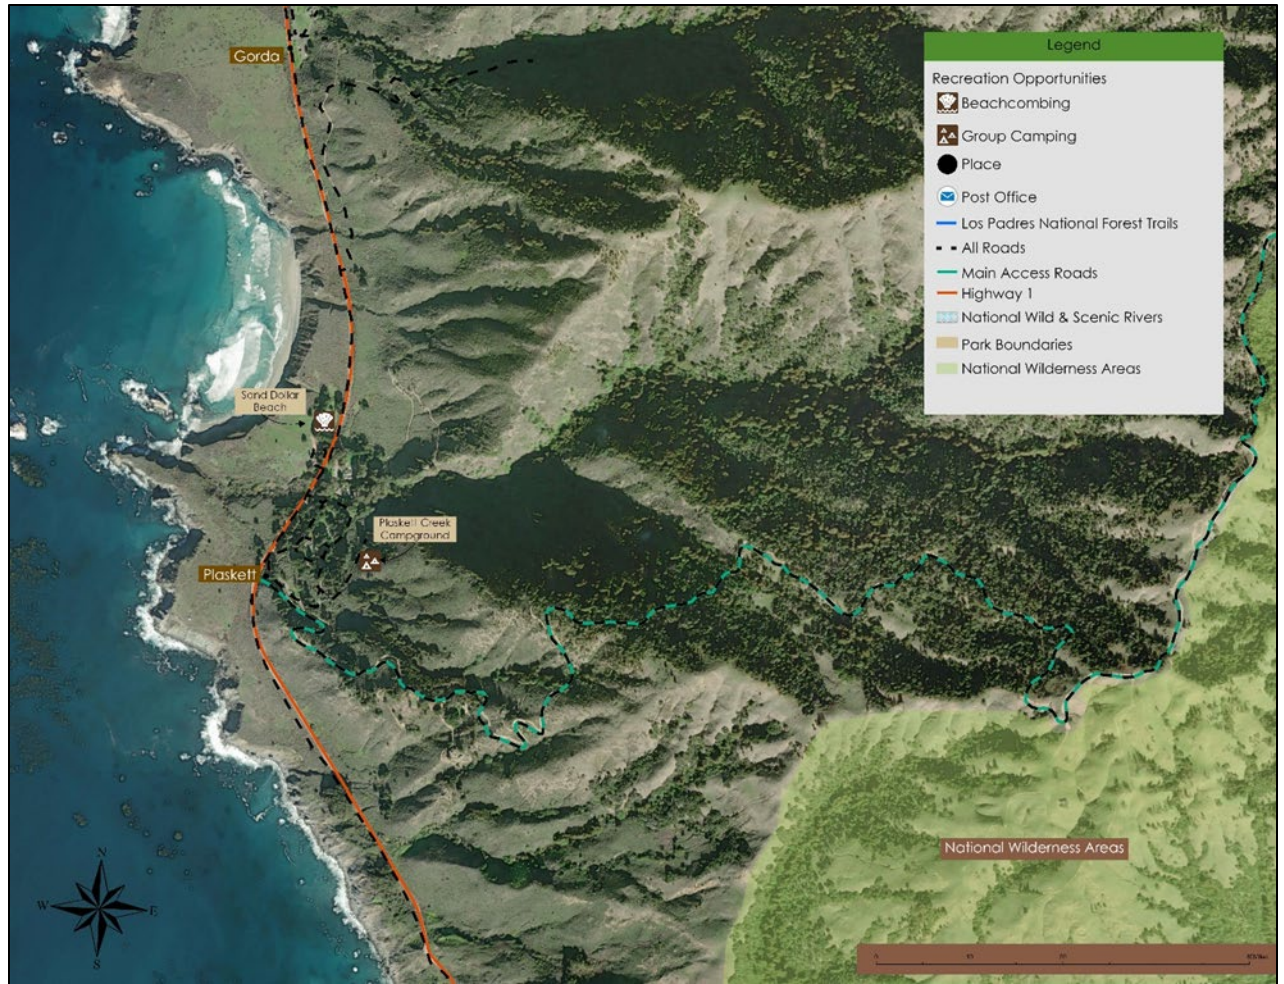 Gorda
Legend
Recreation Opportunities
Beachcombing
Group Camping
Place
Post Office
Los Padres National Forest Trails
All Roads
Main Access Roads
Highway 1
National Wild & Scenic Rivers
Park Boundaries
National Wilderness Areas
Sand Dollar
Beach
Plaskett Creek
Campground
Plaskett
National Wilderness Areas
N
W E
S
0